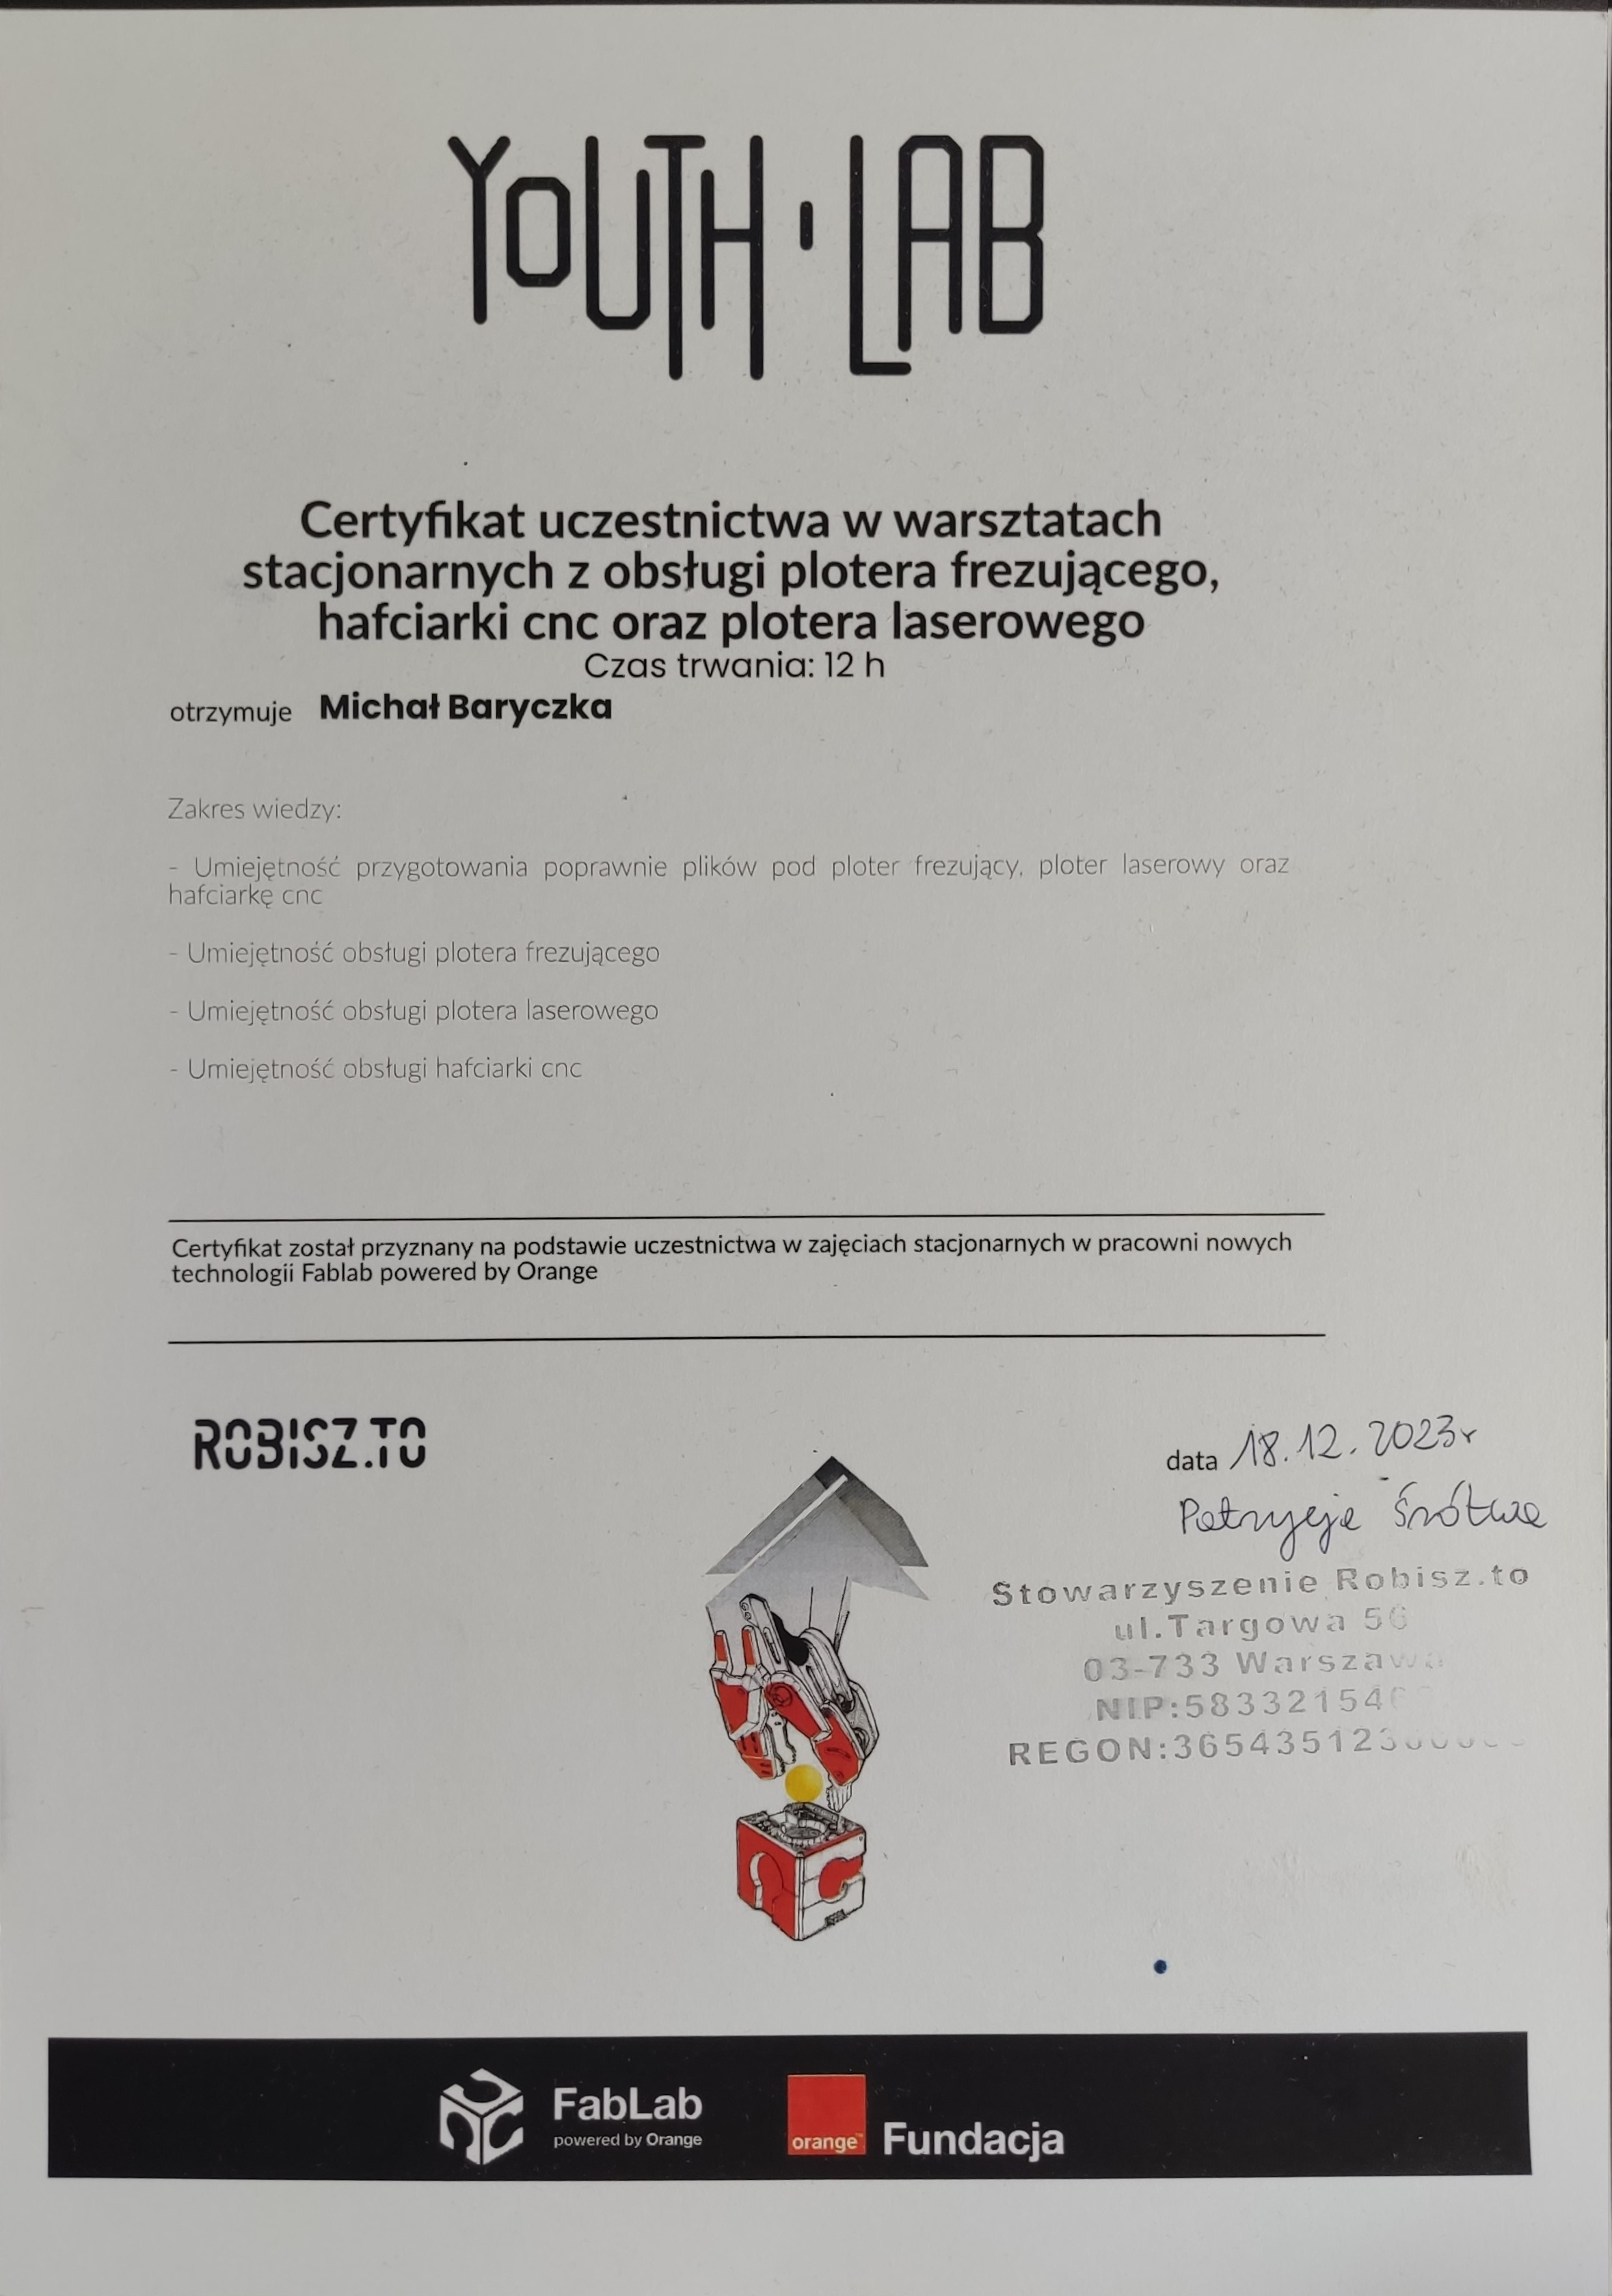 YOUTH·LAB
Certyfikat uczestnictwa w warsztatach
stacjonarnych z obsługi plotera frezującego,
hafciarki cnc oraz plotera laserowego
Czas trwania: 12 h
otrzymuje Michał Baryczka
Zakres wiedzy:
- Umiejętność przygotowania poprawnie plików pod ploter frezujący, ploter laserowy oraz
hafciarkę cnc
- Umiejętność obsługi plotera frezującego
- Umiejętność obsługi plotera laserowego
- Umiejętność obsługi hafciarki cnc
Certyfikat został przyznany na podstawie uczestnictwa w zajęciach stacjonarnych w pracowni nowych
technologii Fablab powered by Orange
ROBISZ.TO
data 18.12.2023r
Stowarzyszenie Robisz.to
ul.Targowa 56
03-733 Warszawa
NIP:
REGON:
FabLab
powered by Orange
orange™ Fundacja